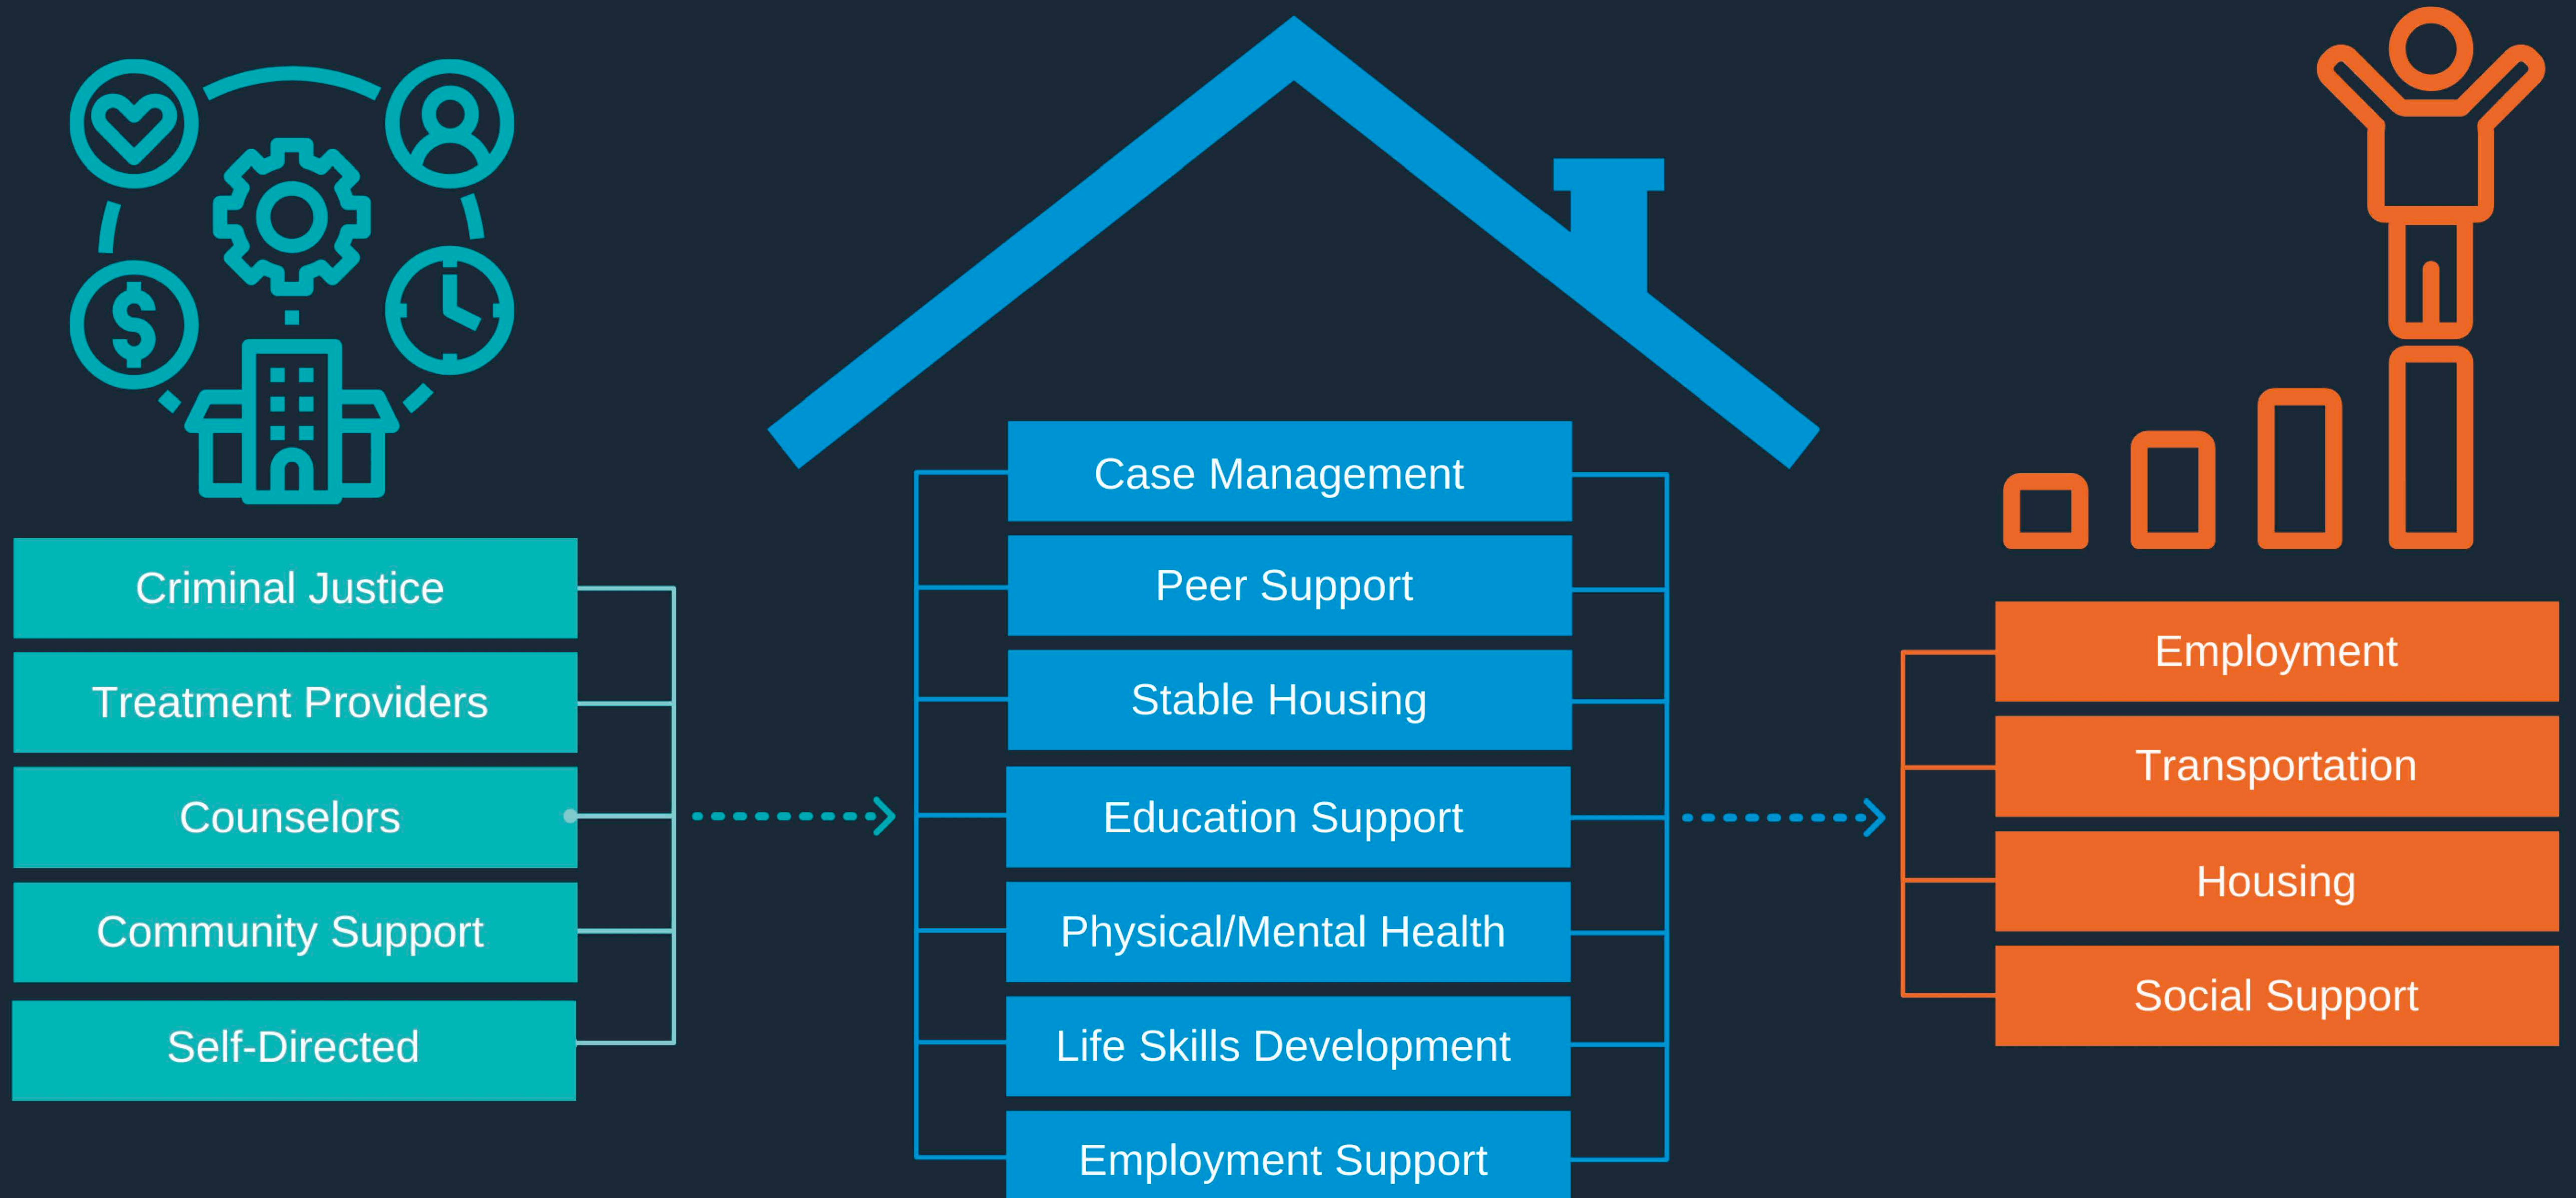 Criminal Justice
Treatment Providers
Counselors
Community Support
Self-Directed
Case Management
Peer Support
Stable Housing
Education Support
Physical/Mental Health
Life Skills Development
Employment Support
Employment
Transportation
Housing
Social Support